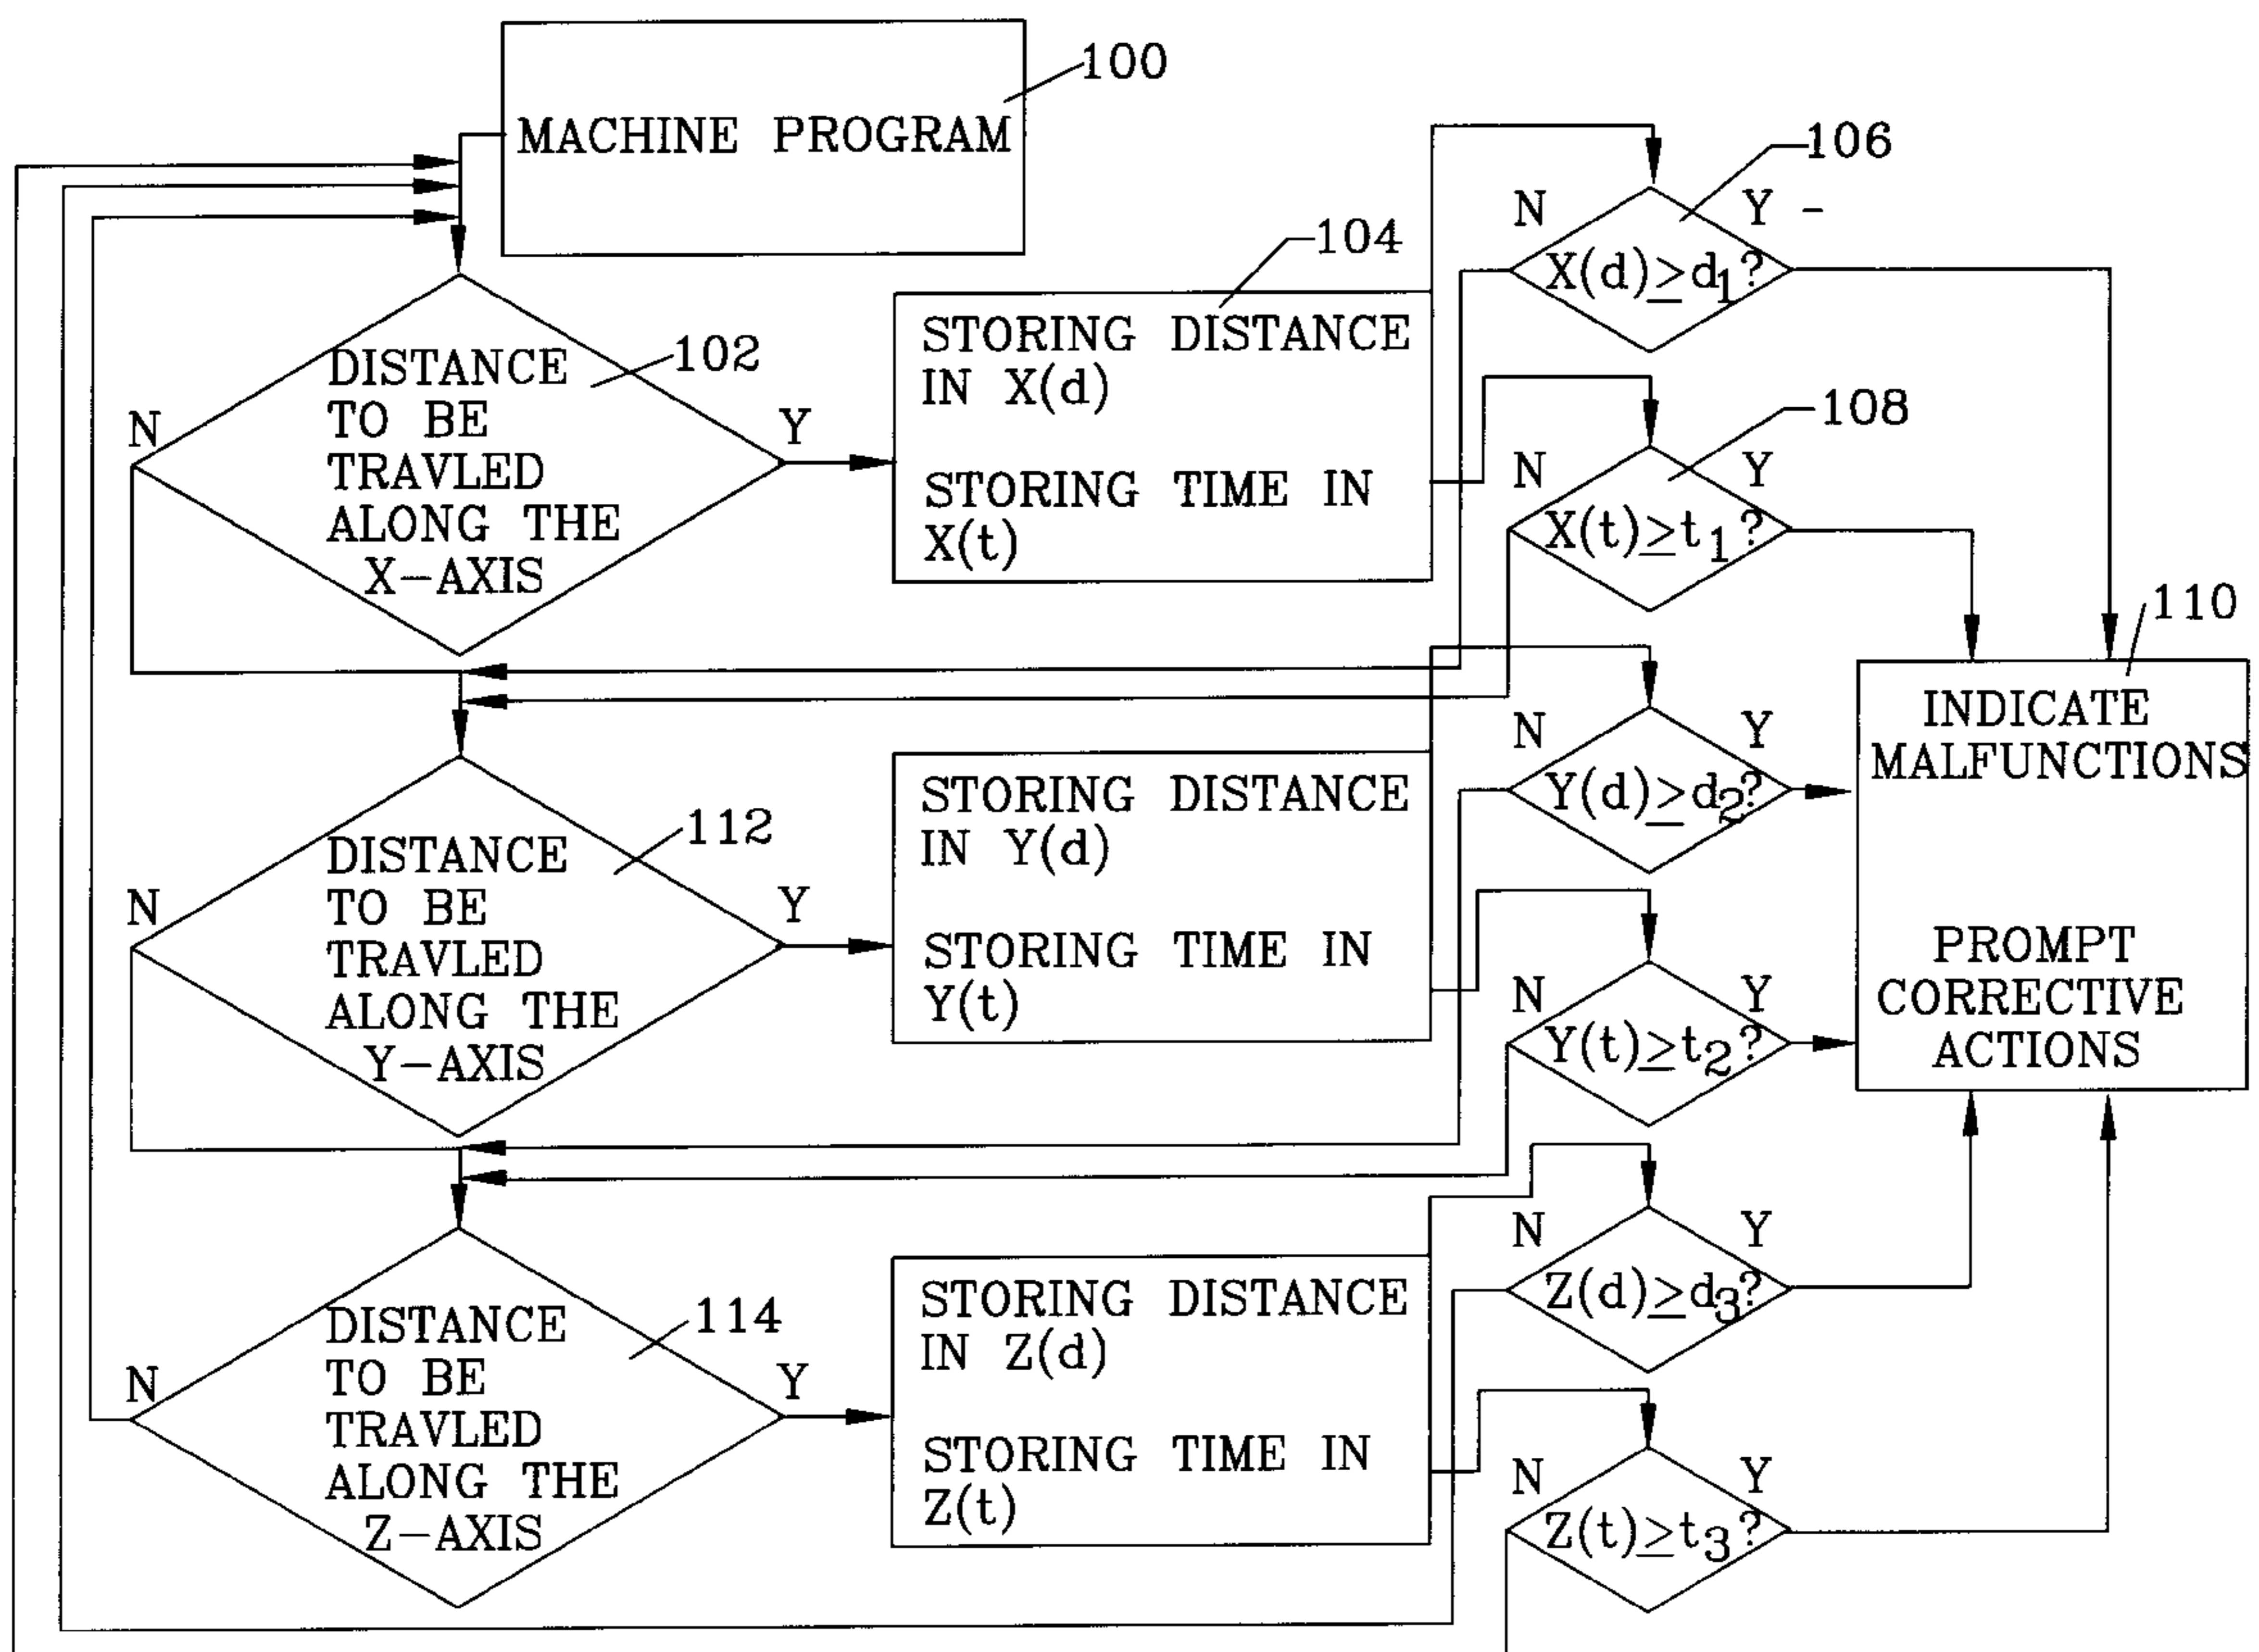 100
MACHINE PROGRAM
102
DISTANCE
TO BE
TRAVLED
ALONG THE
X-AXIS
N
Y
104
STORING DISTANCE
IN X(d)
STORING TIME IN
X(t)
106
N
Y -
X(d)≥d1?
108
N
Y
X(t)≥t1?
110
INDICATE
MALFUNCTIONS
PROMPT
CORRECTIVE
ACTIONS
112
DISTANCE
TO BE
TRAVLED
ALONG THE
Y-AXIS
N
Y
STORING DISTANCE
IN Y(d)
STORING TIME IN
Y(t)
N
Y
Y(d)≥d2?
N
Y
Y(t)≥t2?
114
DISTANCE
TO BE
TRAVLED
ALONG THE
Z-AXIS
N
Y
STORING DISTANCE
IN Z(d)
STORING TIME IN
Z(t)
N
Y
Z(d)≥d3?
N
Y
Z(t)≥t3?